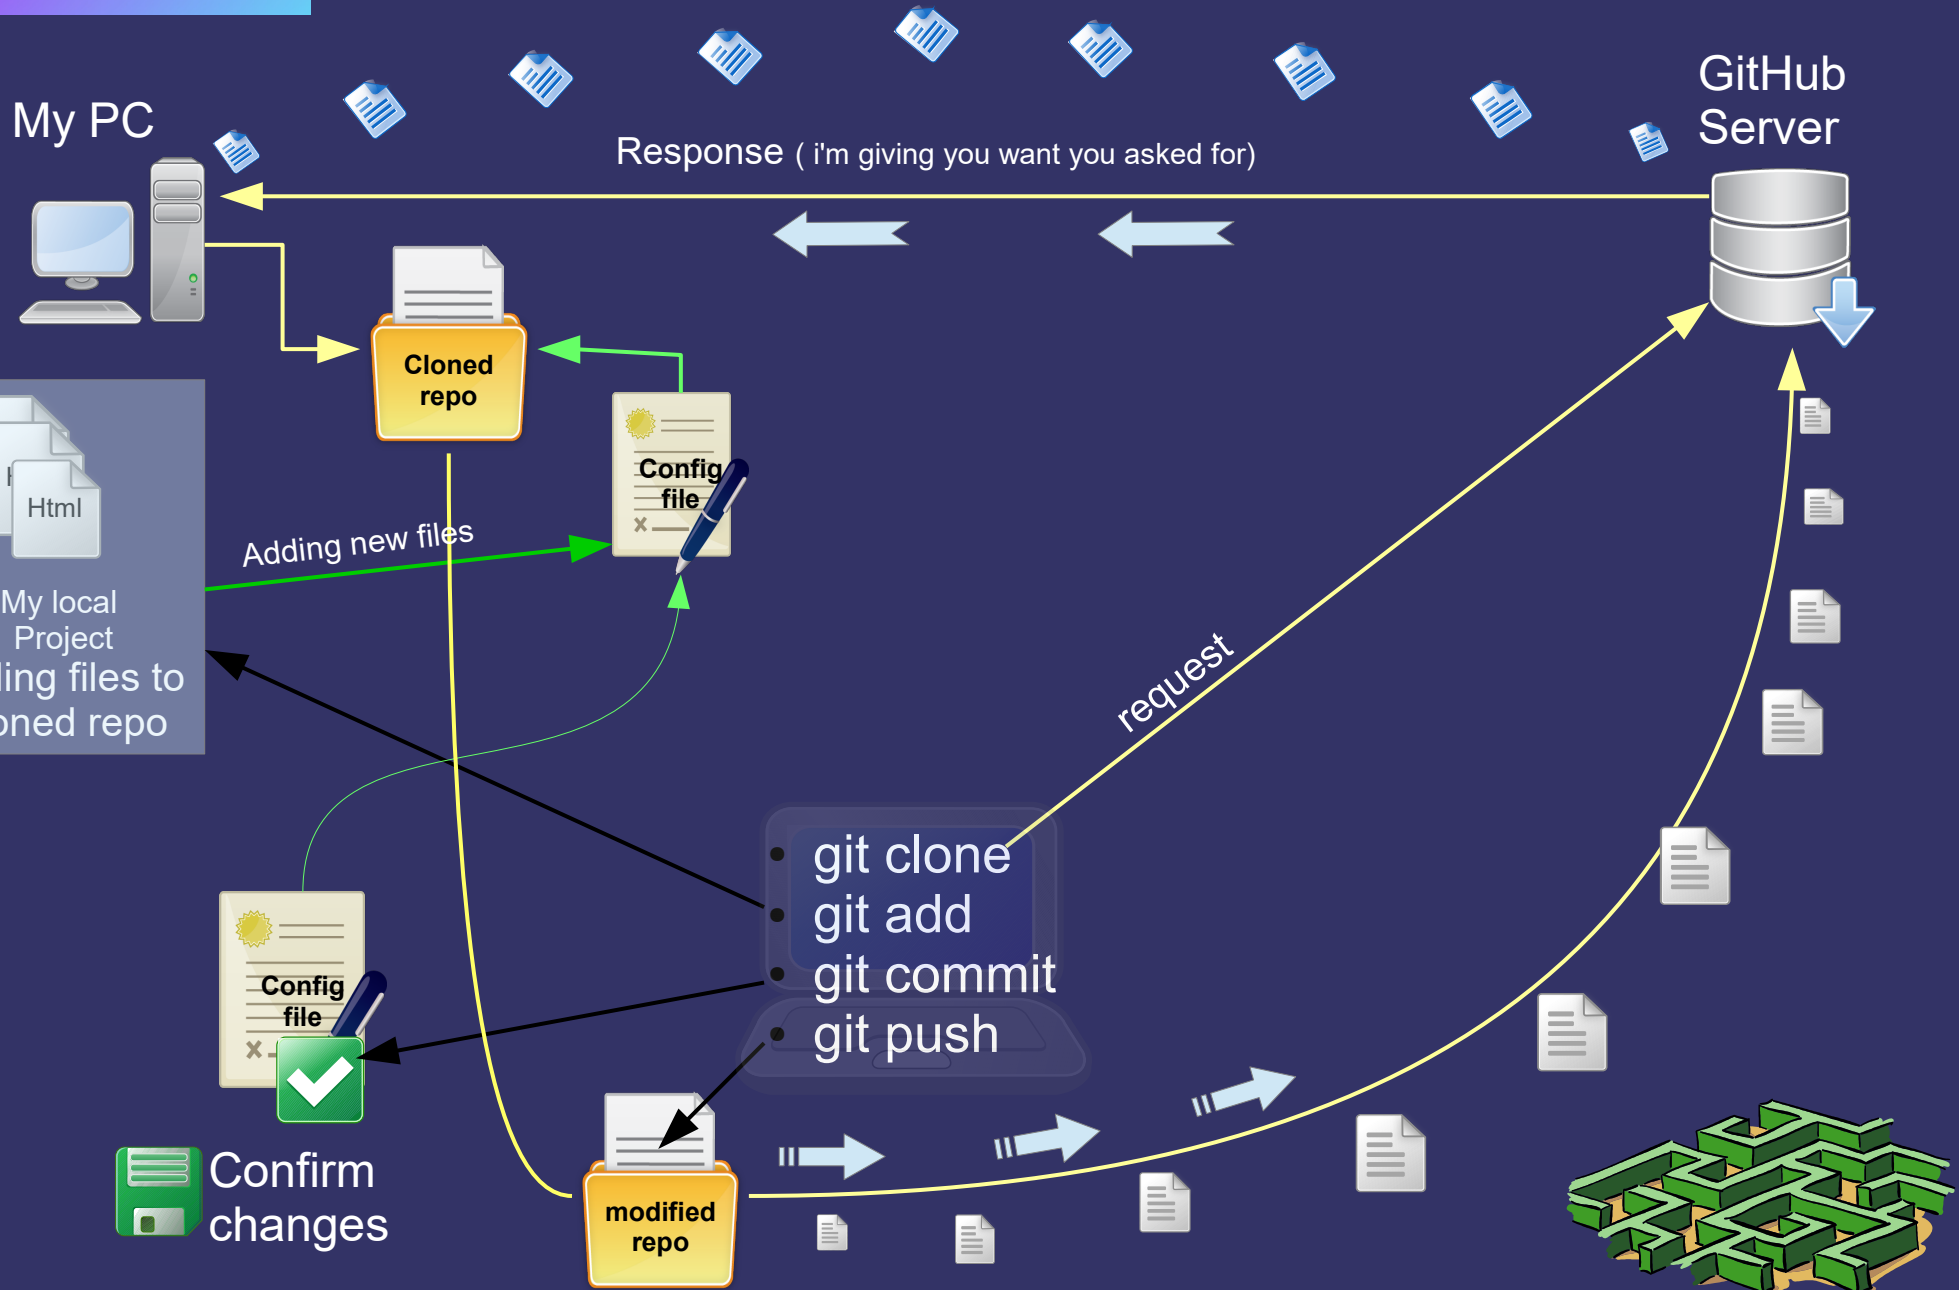 GitHub
Server
My PC
Response ( i'm giving you want you asked for)
Cloned
repo
Config
file
Html
Adding new files
My local
Project
files to
repo
request
git clone
git add
git commit
git push
Config
file
Confirm
changes
modified
repo